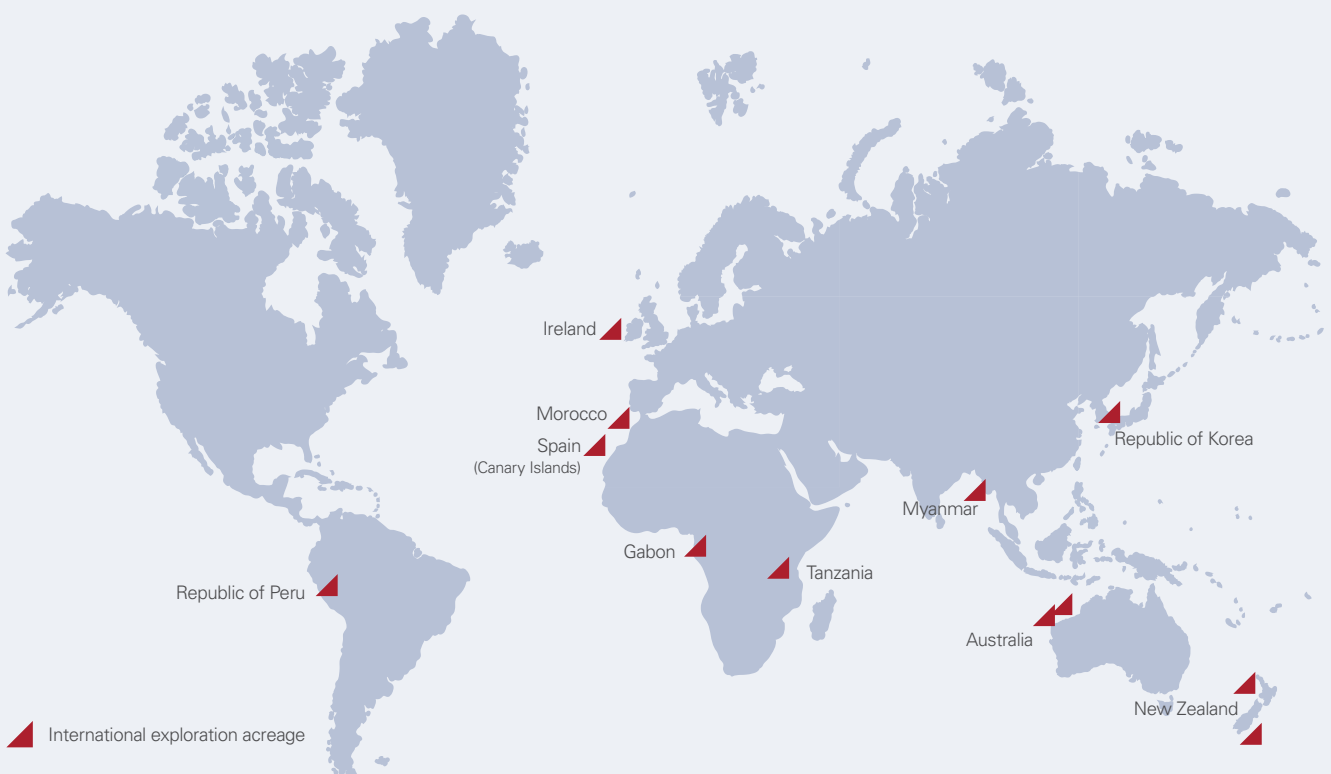 Ireland
Morocco
Spain
(Canary Islands)
Republic of Korea
Myanmar
Gabon
Tanzania
Republic of Peru
Australia
New Zealand
International exploration acreage